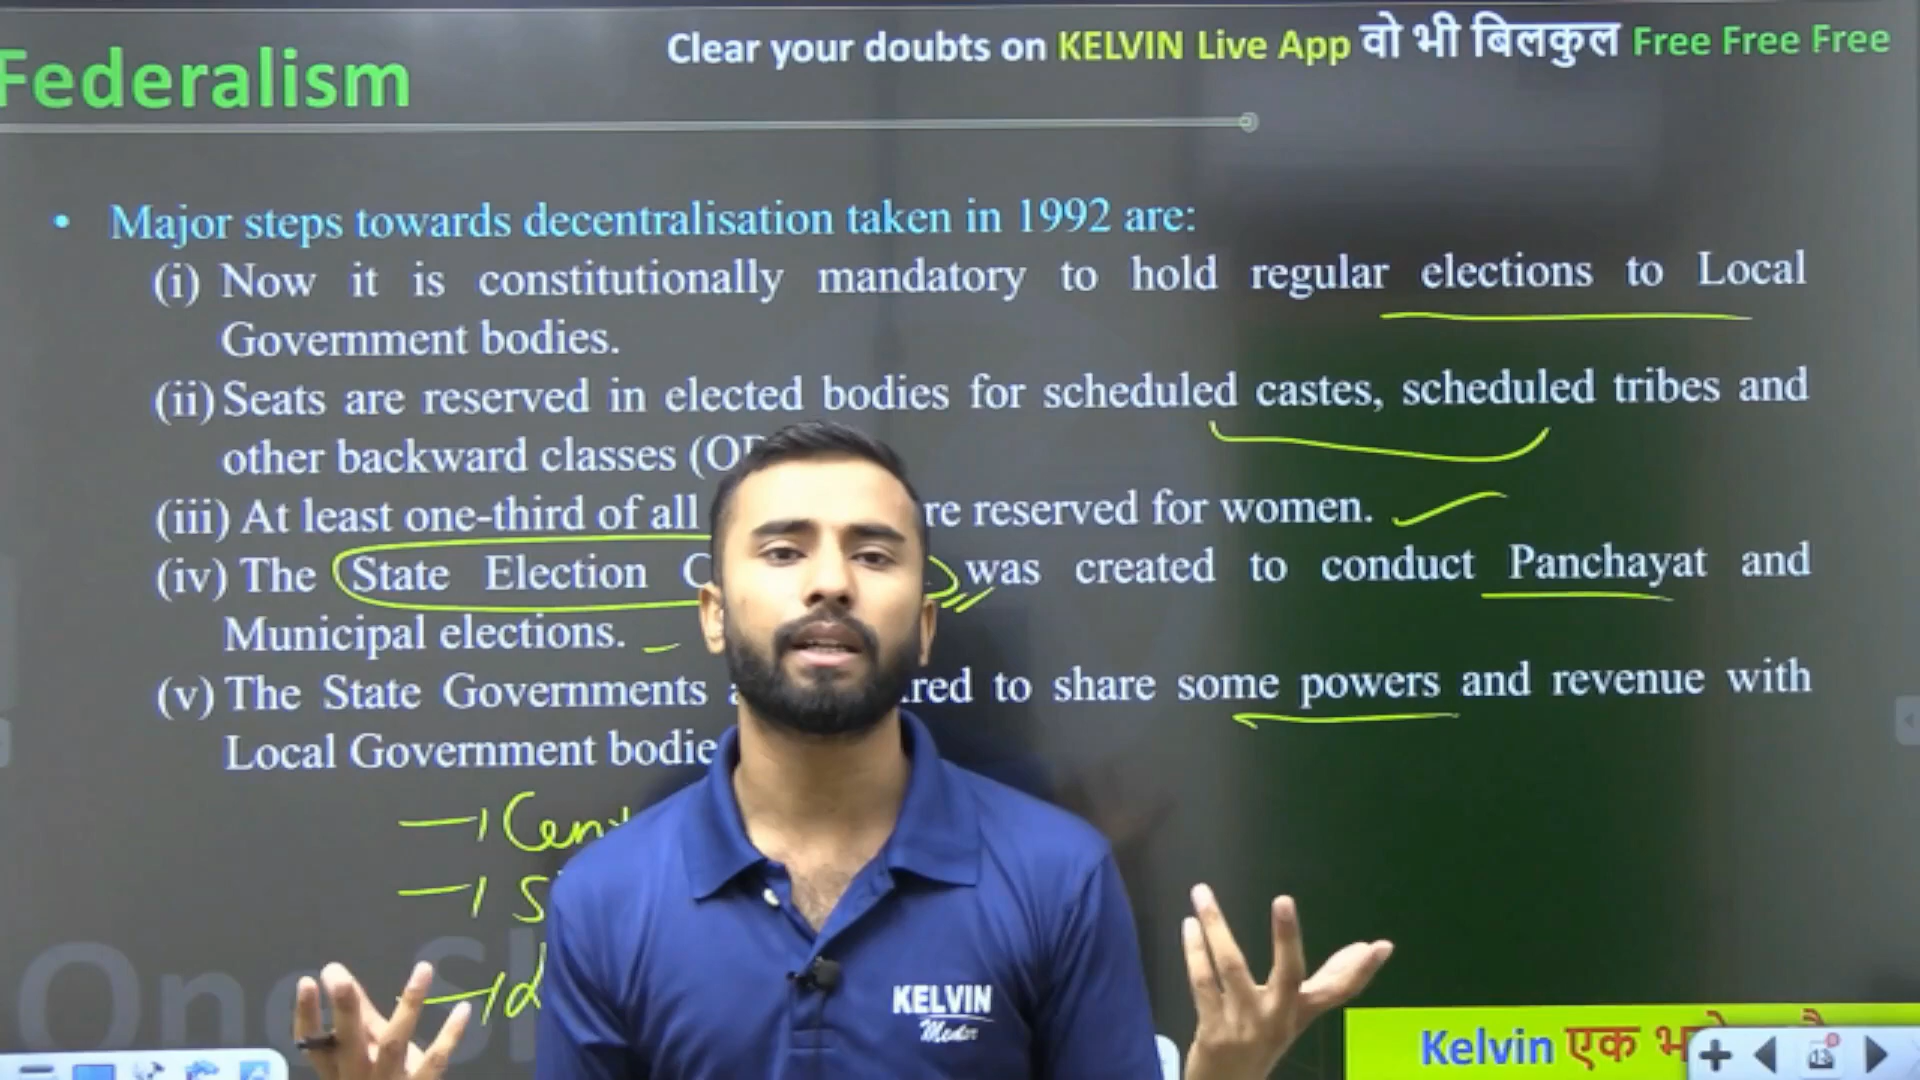 Federalism
Clear your doubts on KELVIN Live App वो भी बिलकुल Free Free Free
• Major steps towards decentralisation taken in 1992 are:
(i) Now it is constitutionally mandatory to hold regular elections to Local
Government bodies.
(ii) Seats are reserved in elected bodies for scheduled castes, scheduled tribes and
other backward classes
(iii) At least one-third of all reserved for women.
(iv) The State Election was created to conduct Panchayat and
Municipal elections.
(v) The State Governments to share some powers and revenue with
Local Government
One
KELVIN
Kelvin एक